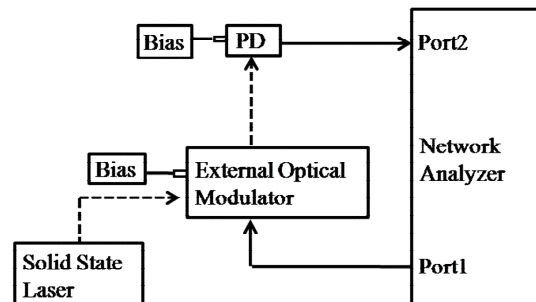 Bias
PD
Port2
Bias
External Optical
Modulator
Network
Analyzer
Solid State
Laser
Port1